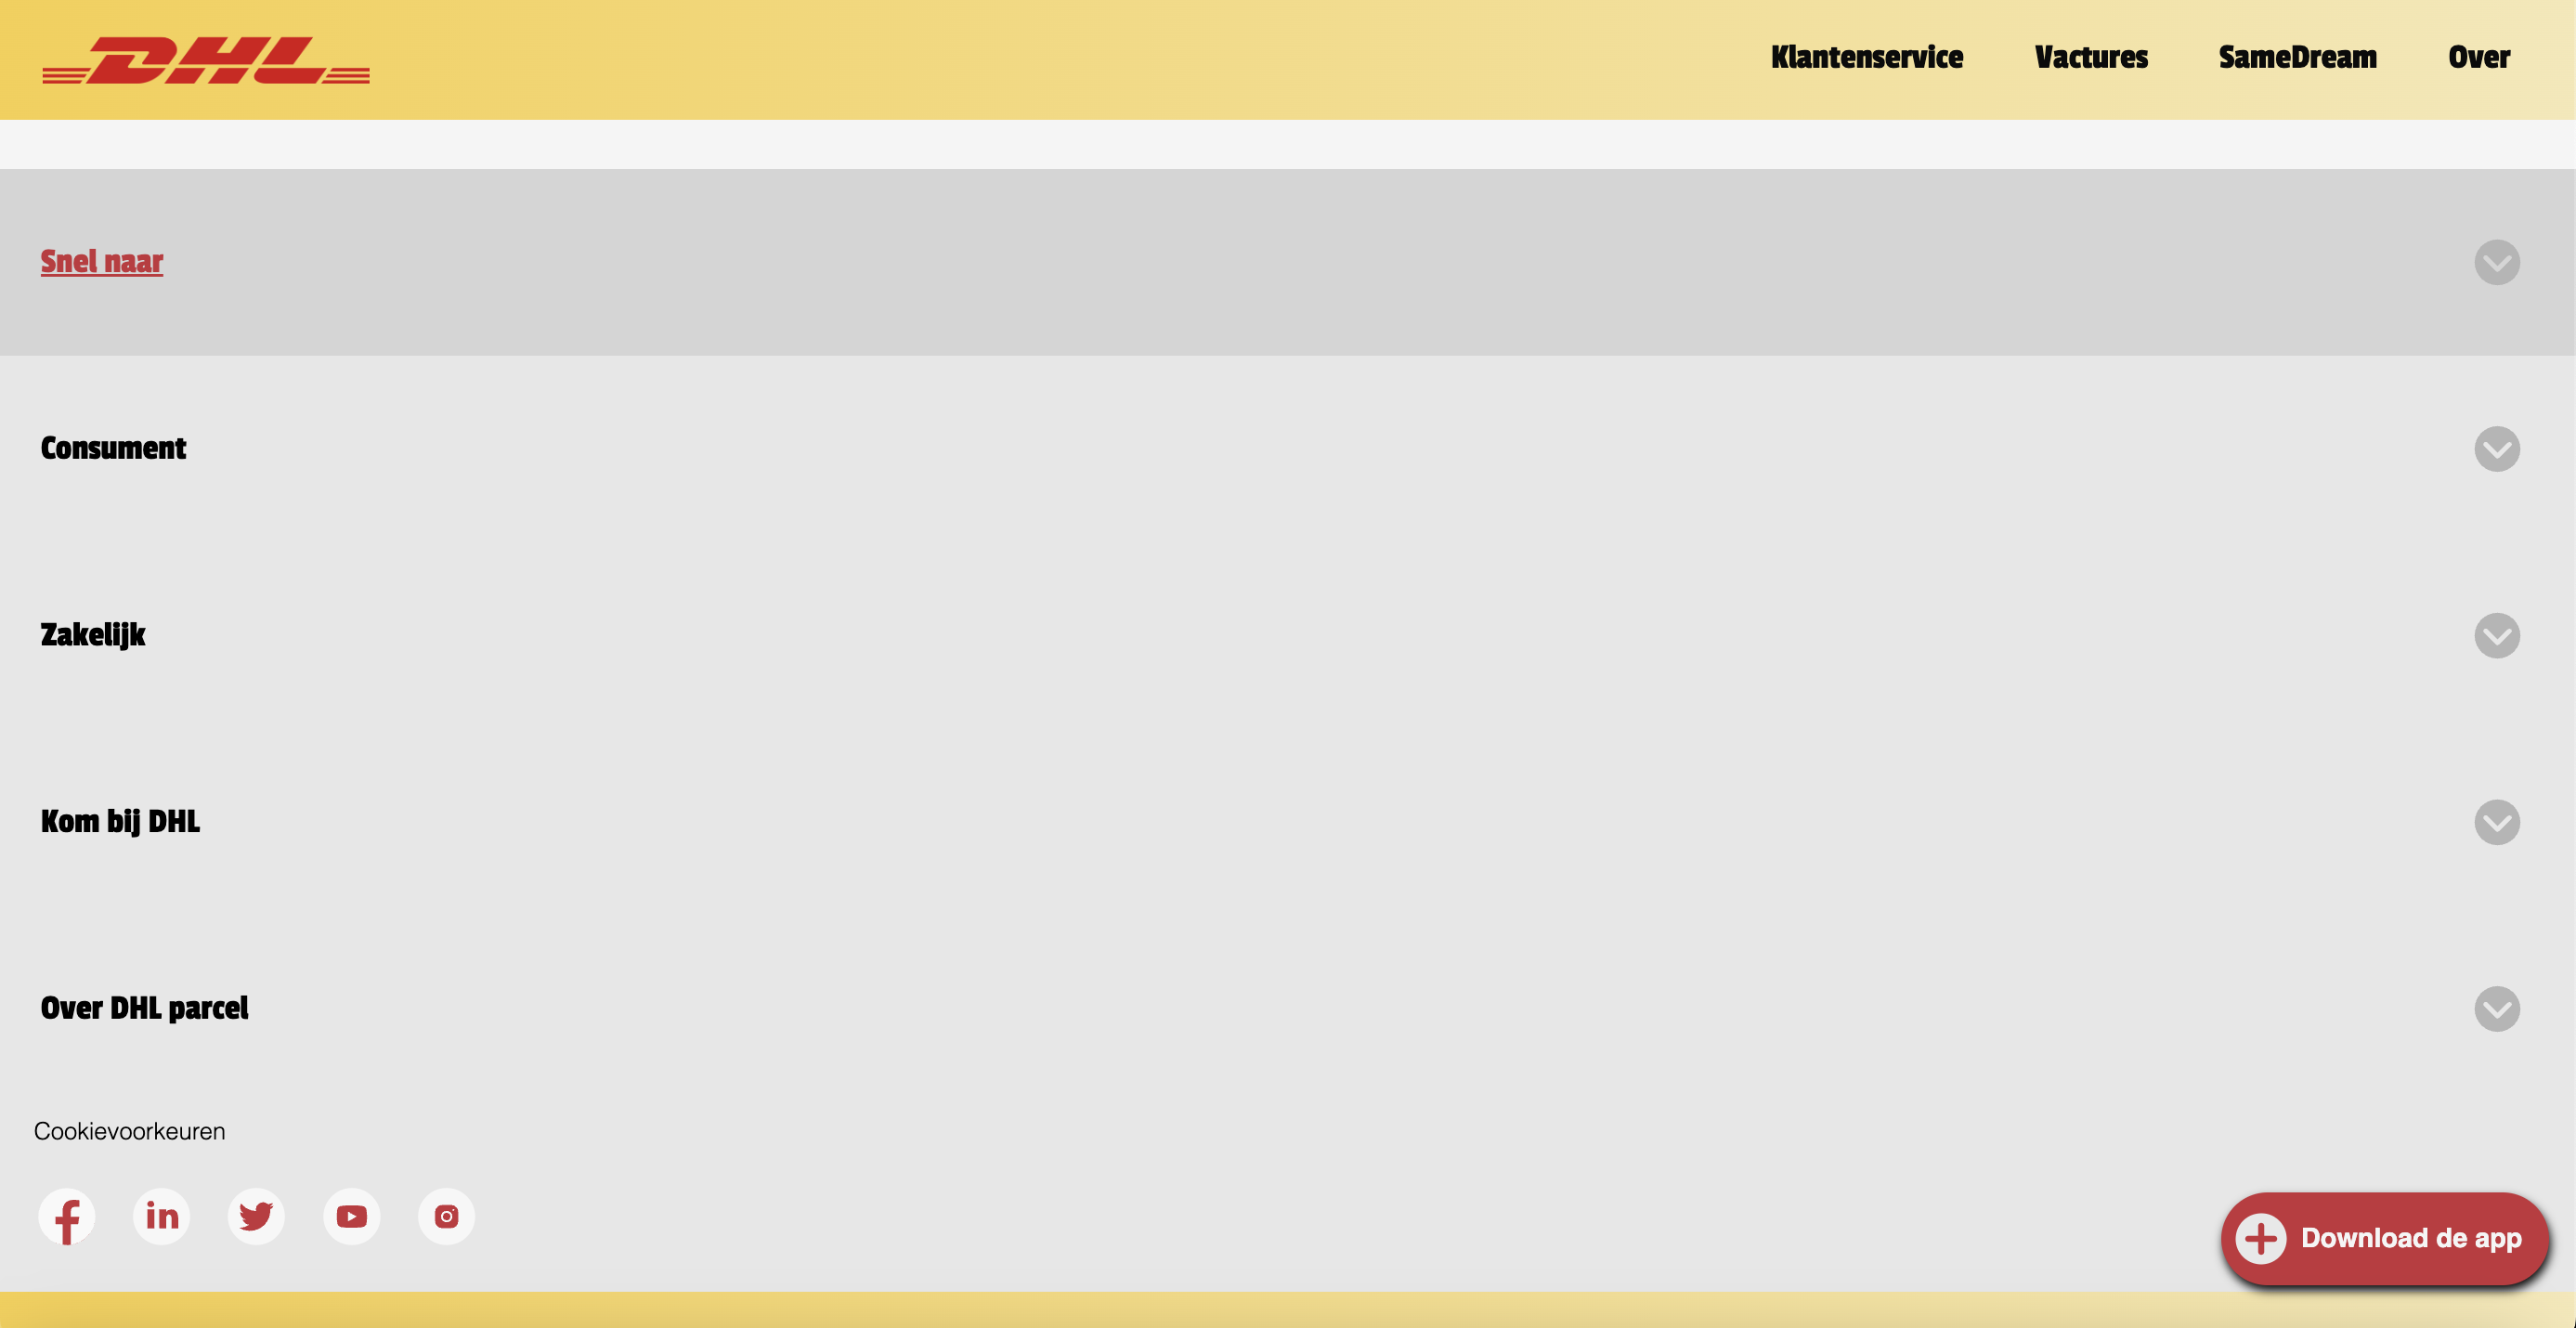 DHL
Klantenservice Vactures SameDream Over
Snel naar
Consument
Zakelijk
Kom bij DHL
Over DHL parcel
Cookievoorkeuren
Download de app